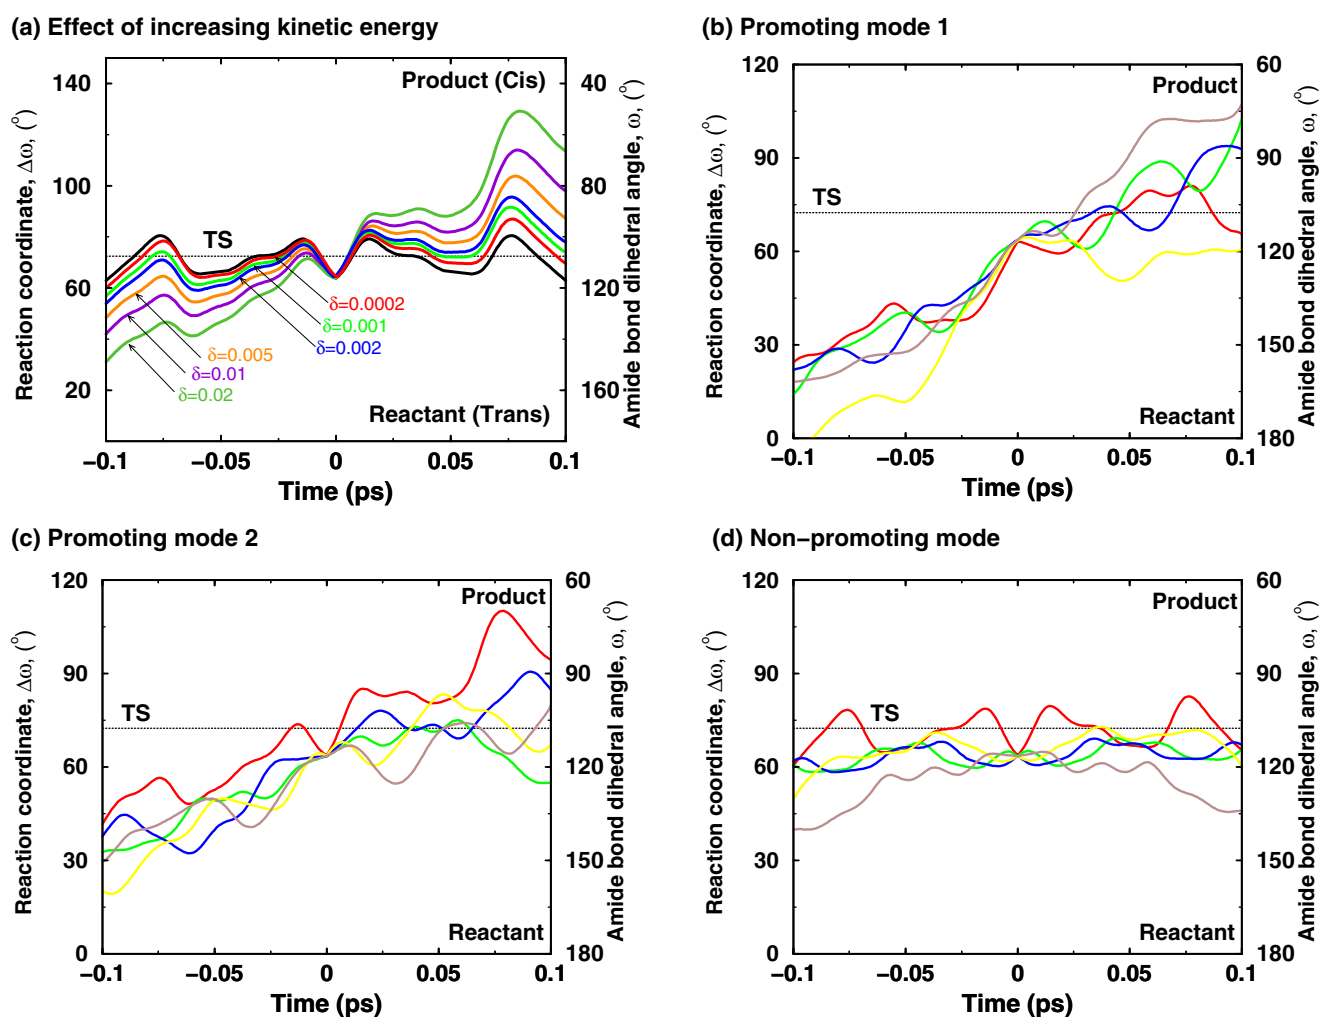 (a) Effect of increasing kinetic energy
Reaction coordinate, Δω, (°)
140
100
60
20
Product (Cis)
TS
δ=0.0002
δ=0.001
δ=0.002
δ=0.005
δ=0.01
δ=0.02
Reactant (Trans)
40
80
120
160
Amide bond dihedral angle, ω, (°)
−0.1
−0.05
0
0.05
0.1
Time (ps)
(b) Promoting mode 1
Reaction coordinate, Δω, (°)
120
90
60
30
0
Product
TS
Reactant
60
90
120
150
180
Amide bond dihedral angle, ω, (°)
−0.1
−0.05
0
0.05
0.1
Time (ps)
(c) Promoting mode 2
Reaction coordinate, Δω, (°)
120
90
60
30
0
Product
TS
Reactant
60
90
120
150
180
Amide bond dihedral angle, ω, (°)
−0.1
−0.05
0
0.05
0.1
Time (ps)
(d) Non−promoting mode
Reaction coordinate, Δω, (°)
120
90
60
30
0
Product
TS
Reactant
60
90
120
150
180
Amide bond dihedral angle, ω, (°)
−0.1
−0.05
0
0.05
0.1
Time (ps)